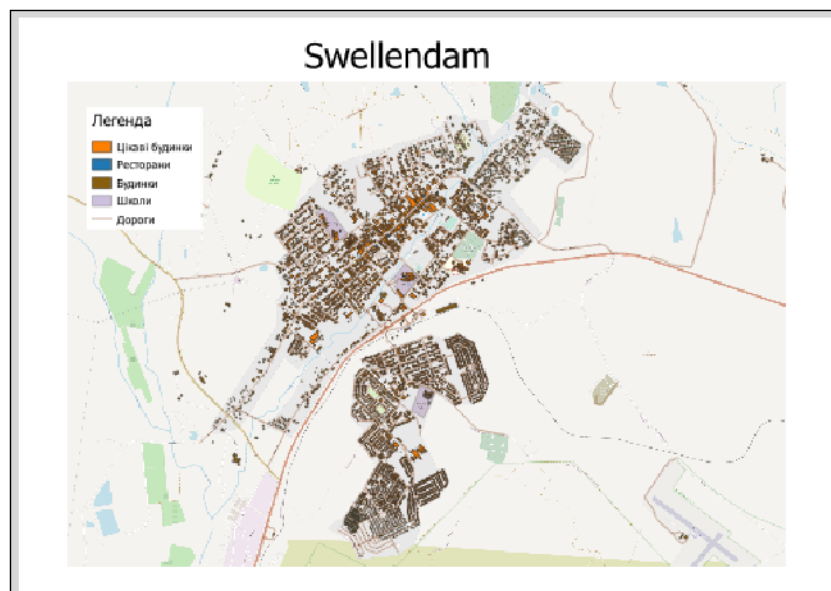 Swellendam
Легенда
Цікаві будинки
Ресторани
Будинки
Школи
Дороги